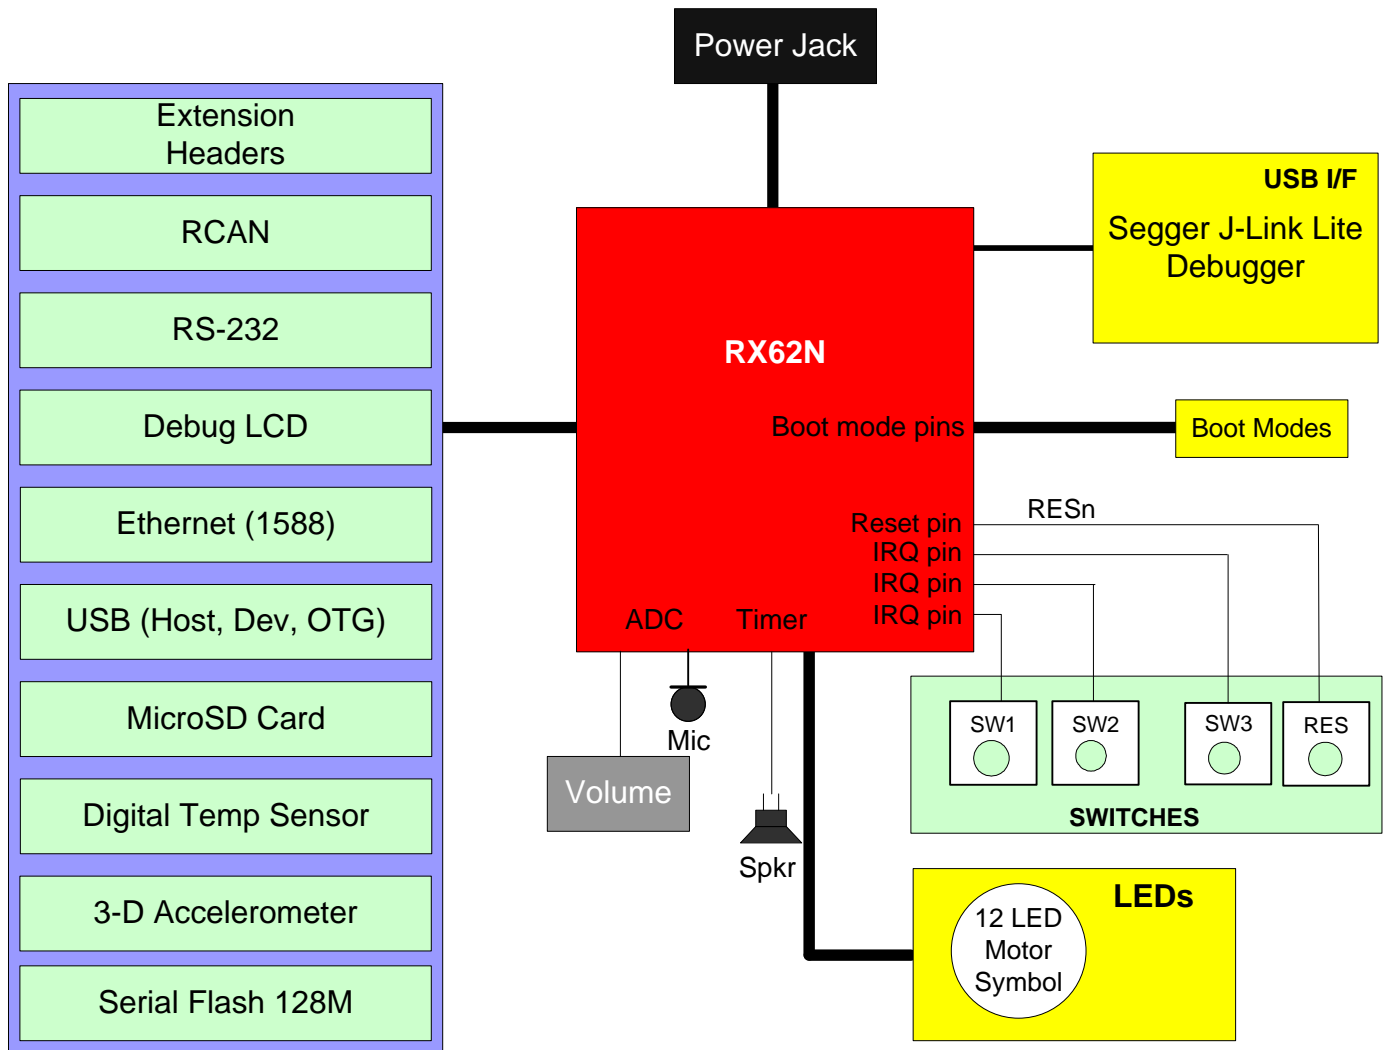 Power Jack
Extension
Headers
RCAN
RS-232
Debug LCD
Ethernet (1588)
USB (Host, Dev, OTG)
MicroSD Card
Digital Temp Sensor
3-D Accelerometer
Serial Flash 128M
RX62N
Boot mode pins
Reset pin
IRQ pin
IRQ pin
IRQ pin
ADC
Timer
USB I/F
Segger J-Link Lite
Debugger
Boot Modes
RESn
SW1
SW2
SW3
RES
SWITCHES
Mic
Volume
Spkr
LEDs
12 LED
Motor
Symbol